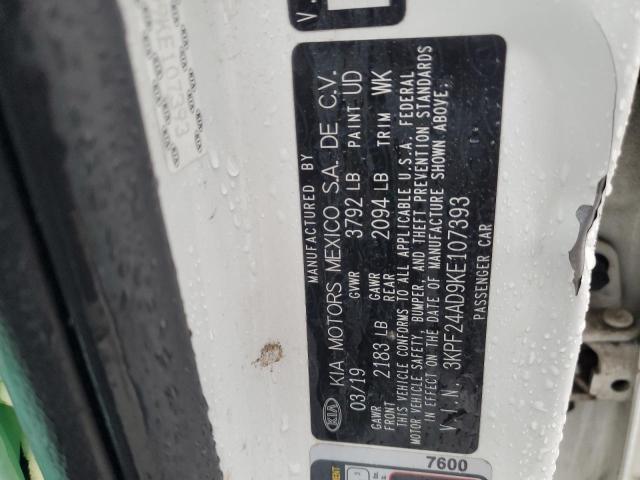 MANUFACTURED BY
KIA KIA MOTORS MEXICO S.A. DE C.V.
03/19 GVWR 3792 LB PAINT UD
GAWR FRONT 2183 LB GAWR REAR 2094 LB TRIM WK
THIS VEHICLE CONFORMS TO ALL APPLICABLE U.S.A. FEDERAL
MOTOR VEHICLE SAFETY, BUMPER, AND THEFT PREVENTION STANDARDS
IN EFFECT ON THE DATE OF MANUFACTURE SHOWN ABOVE.
V.I.N. 3KPF24AD9KE107393
PASSENGER CAR
7600
KE107393